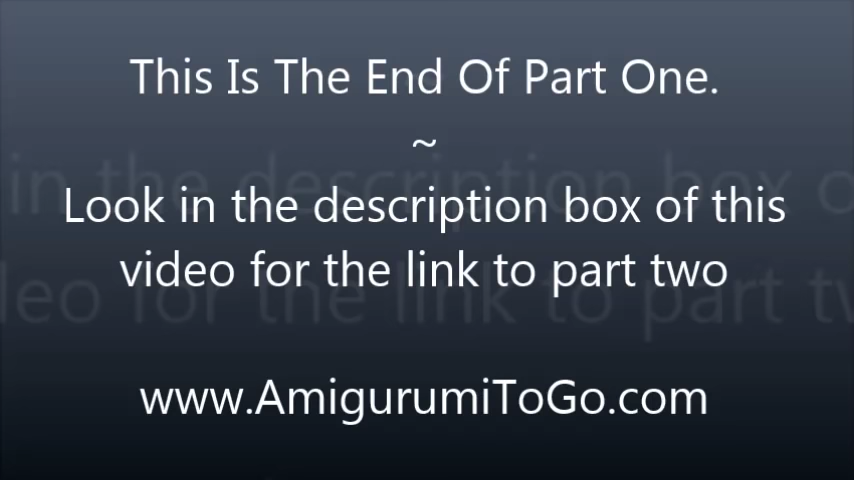 This Is The End Of Part One.
~
Look in the description box of this
video for the link to part two
www.AmigurumiToGo.com